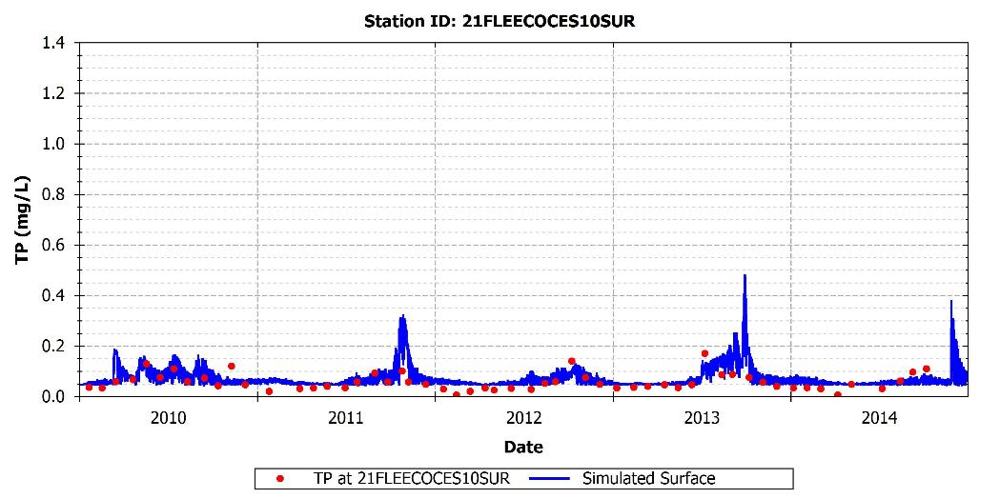 Station ID: 21FLEECOCES10SUR
1.4
1.2
1.0
0.8
0.6
0.4
0.2
0.0
TP (mg/L)
2010 2011 2012 2013 2014
Date
TP at 21FLEECOCES10SUR Simulated Surface